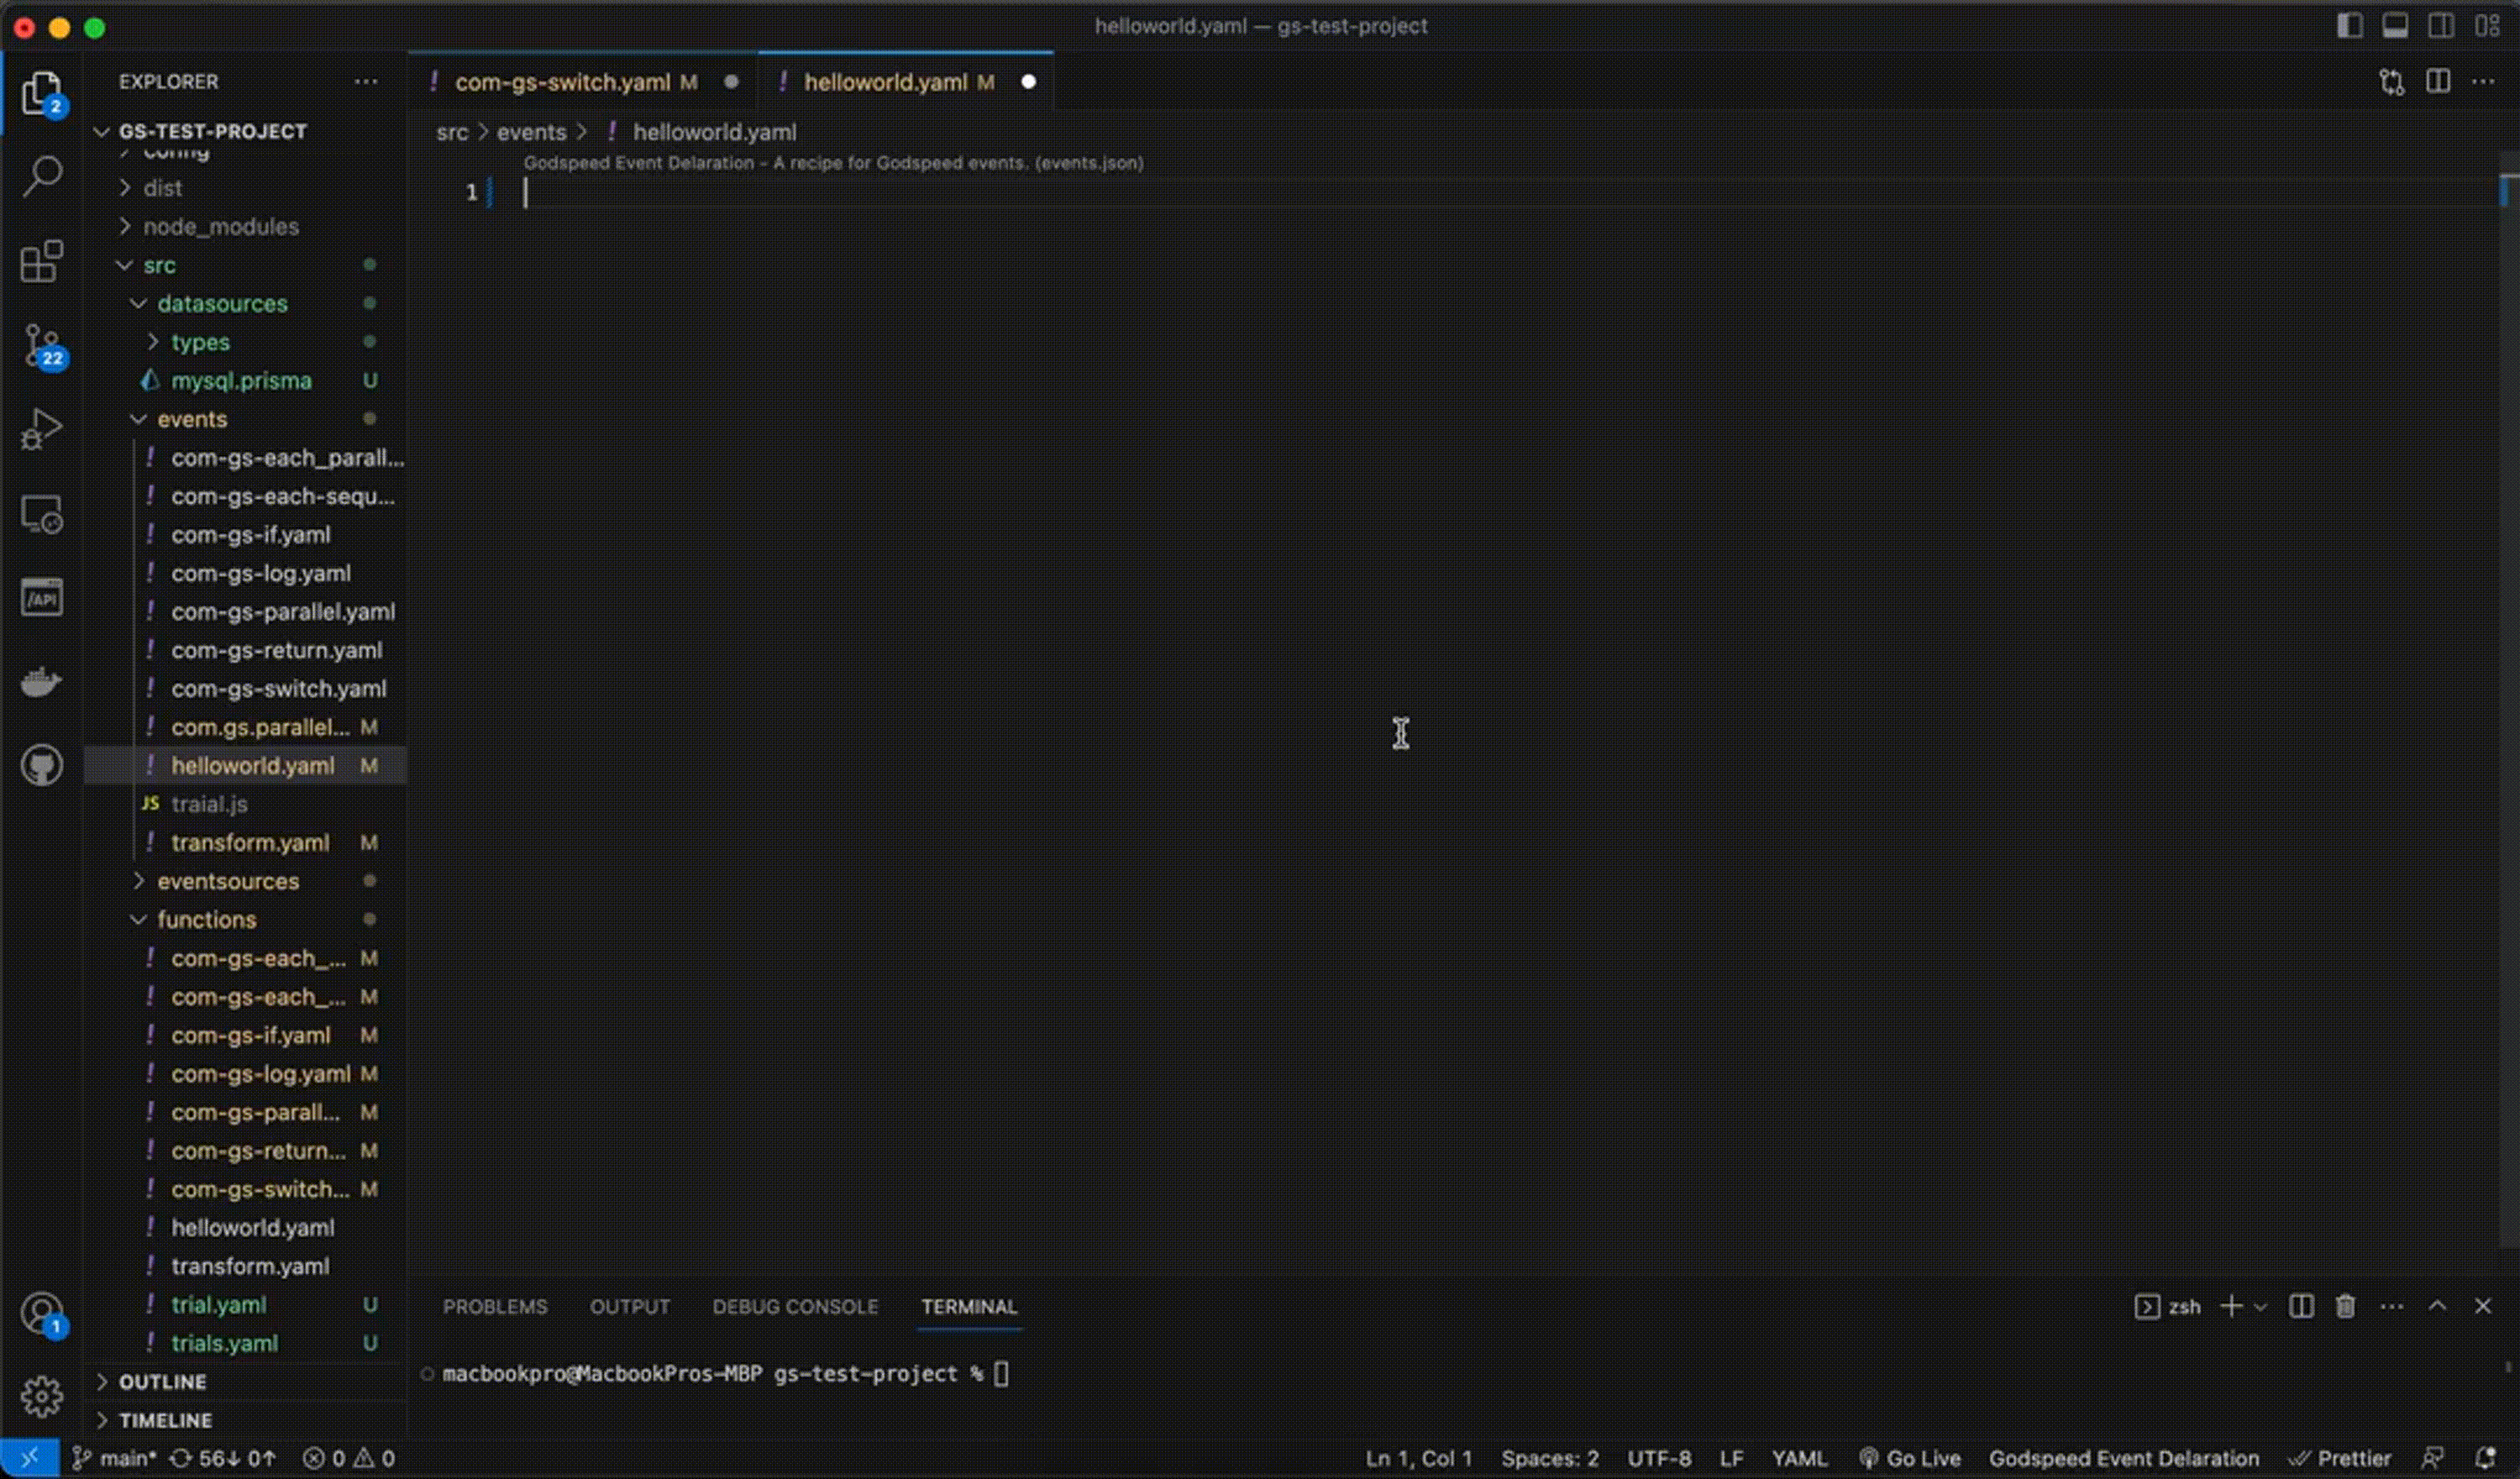 helloworld.yaml — gs-test-project
EXPLORER
2
GS-TEST-PROJECT
config
dist
node_modules
src
datasources
types
22
mysql.prisma U
events
com-gs-each_parall...
com-gs-each-sequ...
com-gs-if.yaml
com-gs-log.yaml
/API
com-gs-parallel.yaml
com-gs-return.yaml
com-gs-switch.yaml
com.gs.parallel... M
helloworld.yaml M
JS traial.js
transform.yaml M
eventsources
functions
com-gs-each_... M
com-gs-each_... M
com-gs-if.yaml M
com-gs-log.yaml M
com-gs-parall... M
com-gs-return... M
com-gs-switch... M
helloworld.yaml
transform.yaml
trial.yaml U
1
trials.yaml U
OUTLINE
TIMELINE
! com-gs-switch.yaml M
! helloworld.yaml M
src > events > ! helloworld.yaml
Godspeed Event Delaration - A recipe for Godspeed events. (events.json)
1
PROBLEMS OUTPUT DEBUG CONSOLE TERMINAL
zsh
macbookpro@MacbookPros-MBP gs-test-project %
main* 56↓ 0↑ 0 0
Ln 1, Col 1 Spaces: 2 UTF-8 LF YAML Go Live Godspeed Event Delaration Prettier